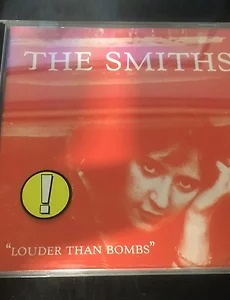 THE SMITHS
!
"LOUDER THAN BOMBS"